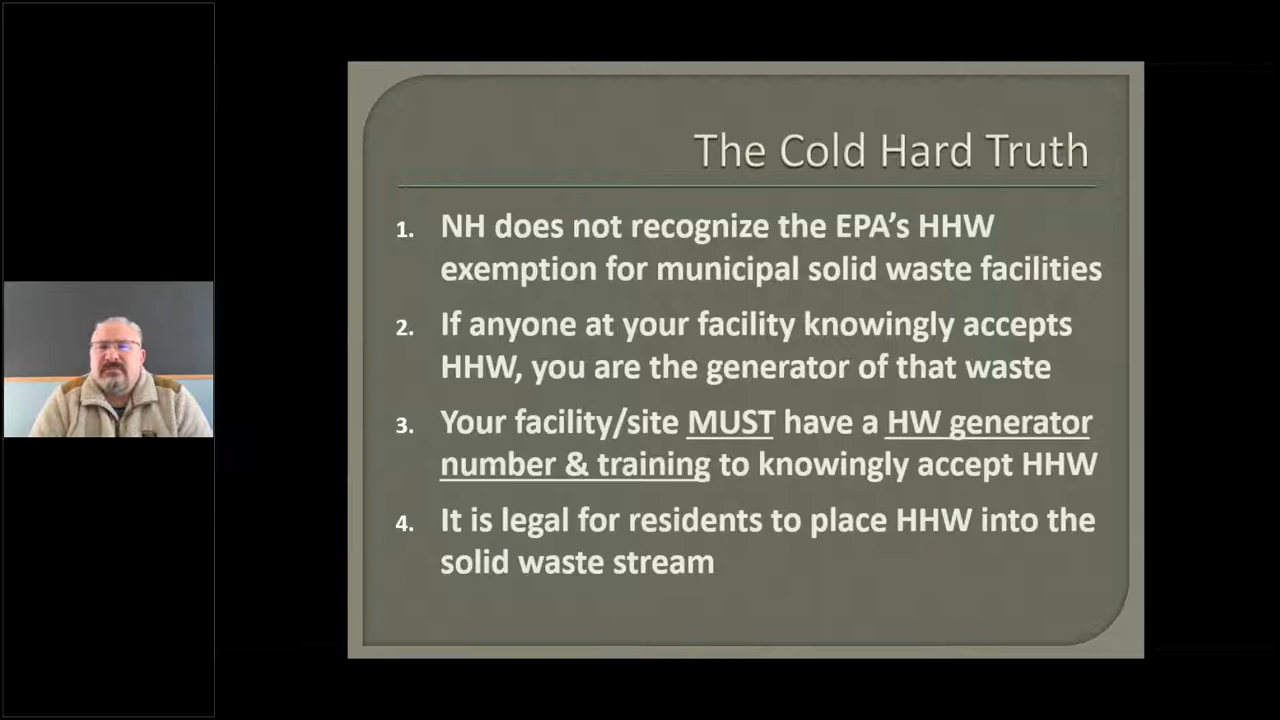 The Cold Hard Truth
1. NH does not recognize the EPA's HHW
exemption for municipal solid waste facilities
2. If anyone at your facility knowingly accepts
HHW, you are the generator of that waste
3. Your facility/site MUST have a HW generator
number & training to knowingly accept HHW
4. It is legal for residents to place HHW into the
solid waste stream